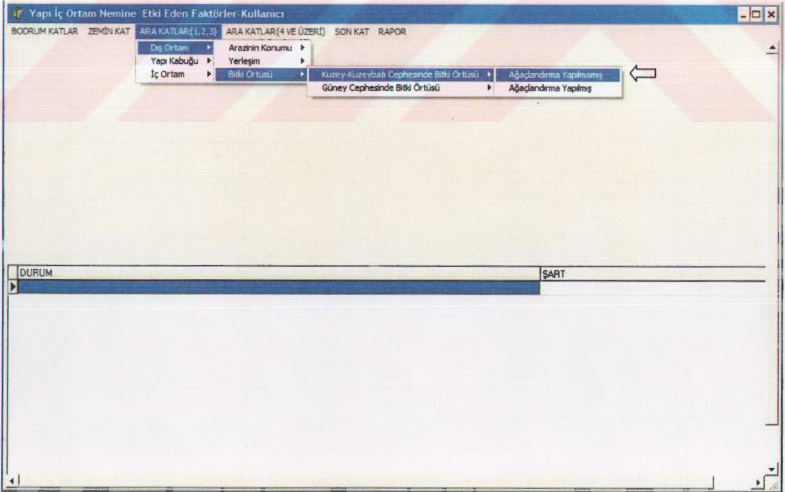 Yapı İç Ortam Nemine Etki Eden Faktörler-Kullanıcı
BODRUM KATLAR ZEMİN KAT ARA KATLAR(1,2,3) ARA KATLAR(4 VE ÜZERİ) SON KAT RAPOR
Dış Ortam Arazinin Konumu
Yapı Kabuğu Yerleşim
İç Ortam Bitki Örtüsü Kuzey-Kuzeybatı Cephesinde Bitki Örtüsü Ağaçlandırma Yapılmamış
Güney Cephesinde Bitki Örtüsü Ağaçlandırma Yapılmış
DURUM ŞART